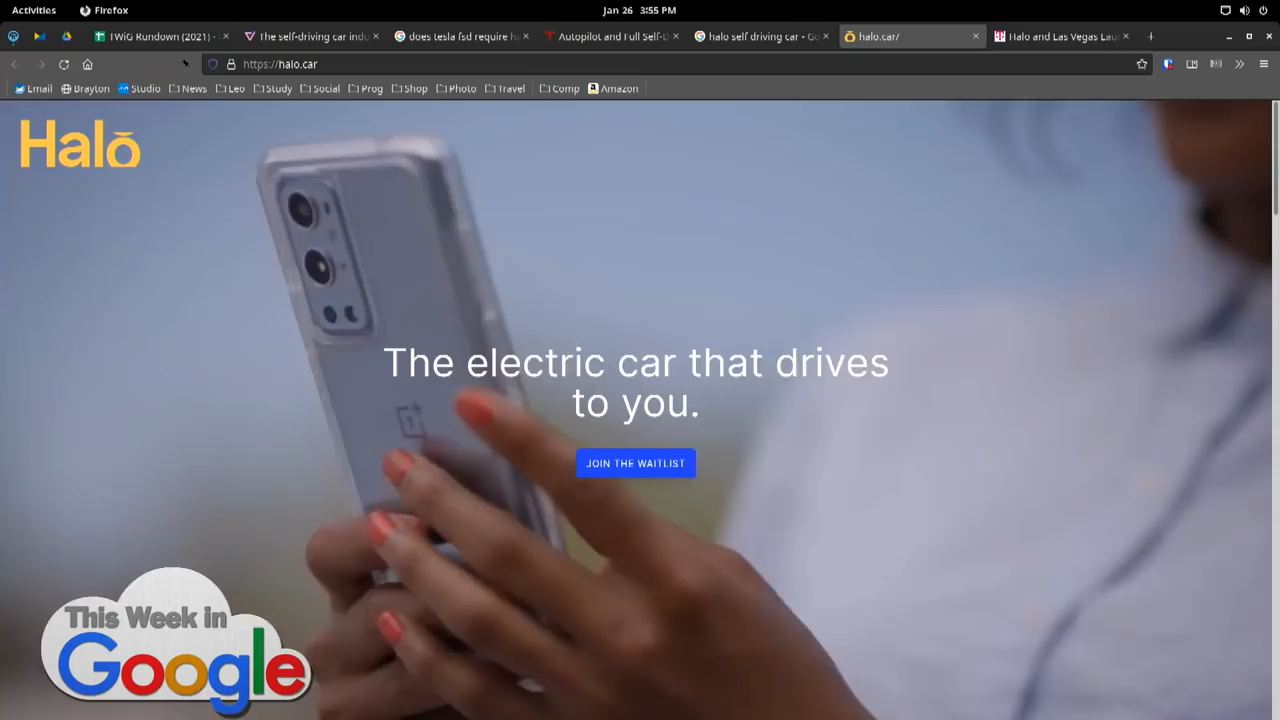 Activities
Firefox
Jan 26 3:55 PM
TWiG Rundown (2021) -
The self-driving car indu
does tesla fsd require ha
Autopilot and Full Self-D
halo self driving car - Go
halo.car/
Halo and Las Vegas Lau
https://halo.car
Email
Brayton
Studio
News
Leo
Study
Social
Prog
Shop
Photo
Travel
Comp
Amazon
Halo
The electric car that drives
to you.
JOIN THE WAITLIST
This Week in
Google